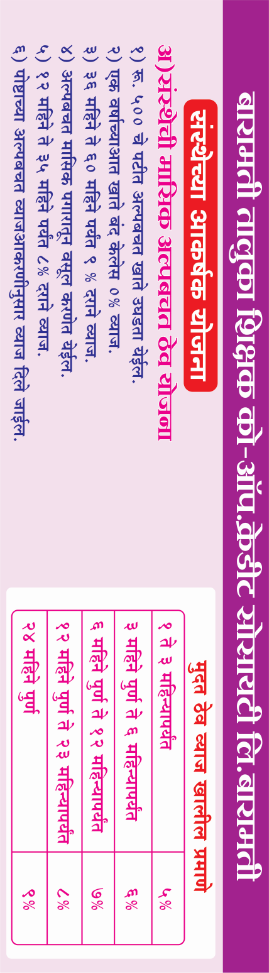 बारामती तालुका शिक्षक को-ऑप.क्रेडीट सोसायटी लि.बारामती
संस्थेच्या आकर्षक योजना
अ)संस्थेची मासिक अल्पबचत ठेव योजना
१) रू. ५०० चे पटीत अल्पबचत खाते उघडता येईल.
२) एक वर्षाच्याआत खाते बंद केलेस ०% व्याज.
३) ३६ महिने ते ६० महिने पर्यंत ९ % दराने व्याज.
४) अल्पबचत मासिक पगारातुन वसूल करणेत येईल.
५) १२ महिने ते ३५ महिने पर्यंत ८% दराने व्याज.
६) पोष्टाच्या अल्पबचत व्याजआकारणीनुसार व्याज दिले जाईल.
मुदत ठेव व्याज खालील प्रमाणे
१ ते ३ महिन्यापर्यंत ५%
३ महिने पुर्ण ते ६ महिन्यापर्यंत ६%
६ महिने पुर्ण ते १२ महिन्यापर्यंत ७%
१२ महिने पुर्ण ते २३ महिन्यापर्यंत ८%
२४ महिने पुर्ण ९%